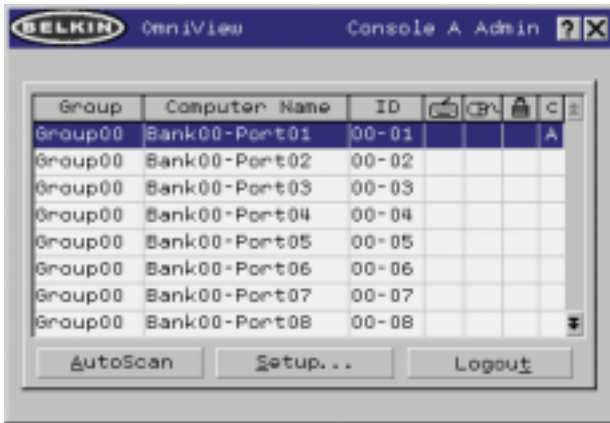 BELKIN OmniView Console A Admin ? X
Group Computer Name ID C
Group00 Bank00-Port01 00-01 A
Group00 Bank00-Port02 00-02
Group00 Bank00-Port03 00-03
Group00 Bank00-Port04 00-04
Group00 Bank00-Port05 00-05
Group00 Bank00-Port06 00-06
Group00 Bank00-Port07 00-07
Group00 Bank00-Port08 00-08
AutoScan Setup... Logout